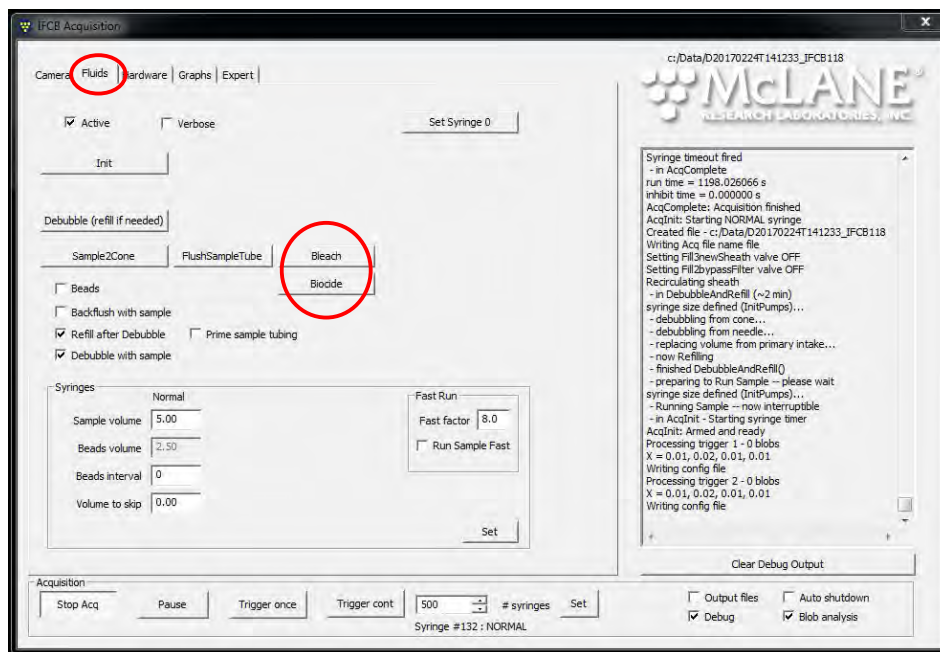 IFCB Acquisition
x
Camera Fluids Hardware Graphs Expert
Active Verbose Set Syringe 0
Init
Debubble (refill if needed)
Sample2Cone FlushSampleTube Bleach
Biocide
Beads
Backflush with sample
Refill after Debubble Prime sample tubing
Debubble with sample
Syringes
Normal
Sample volume 5.00
Beads volume 2.50
Beads interval 0
Volume to skip 0.00
Fast Run
Fast factor 8.0
Run Sample Fast
Set
c:/Data/D20170224T141233_IFCB118
McLANE
RESEARCH LABORATORIES, INC.
Syringe timeout fired
- in AcqComplete
run time = 1198.026066 s
inhibit time = 0.000000 s
AcqComplete: Acquisition finished
AcqInit: Starting NORMAL syringe
Created file - c:/Data/D20170224T141233_IFCB118
Writing Acq file name file
Setting Fill3newSheath valve OFF
Setting Fill2bypassFilter valve OFF
Recirculating sheath
- in DebubbleAndRefill (~2 min)
syringe size defined (InitPumps)...
- debubbling from cone...
- debubbling from needle...
- replacing volume from primary intake...
- now Refilling
- finished DebubbleAndRefill()
- preparing to Run Sample -- please wait
syringe size defined (InitPumps)...
- Running Sample -- now interruptible
- in AcqInit - Starting syringe timer
AcqInit: Armed and ready
Processing trigger 1 - 0 blobs
X = 0.01, 0.02, 0.01, 0.01
Writing config file
Processing trigger 2 - 0 blobs
X = 0.01, 0.02, 0.01, 0.01
Writing config file
Clear Debug Output
Acquisition
Stop Acq Pause Trigger once Trigger cont 500 # syringes Set
Syringe #132 : NORMAL
Output files Auto shutdown
Debug Blob analysis